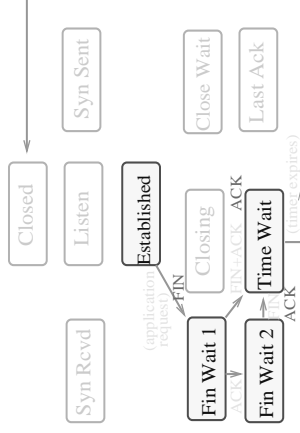 Closed
Syn Sent
Listen
Syn Rcvd
Established
(application
request)
FIN
Close Wait
Closing
Fin Wait 1
FIN+ACK
ACK
ACK
Last Ack
Time Wait
FIN
Fin Wait 2
ACK
(timer expires)